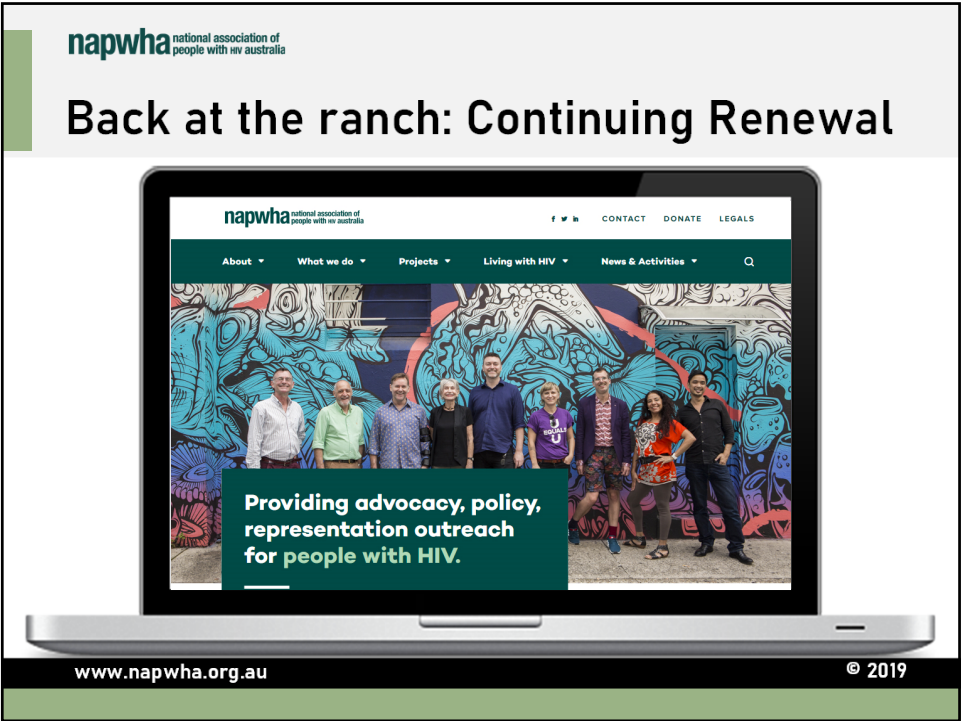 napwha national association of
people with HIV australia
Back at the ranch: Continuing Renewal
napwha national association of
people with HIV australia
f in CONTACT DONATE LEGALS
About What we do Projects Living with HIV News & Activities
U
EQUALS
U
Providing advocacy, policy,
representation outreach
for people with HIV.
www.napwha.org.au © 2019